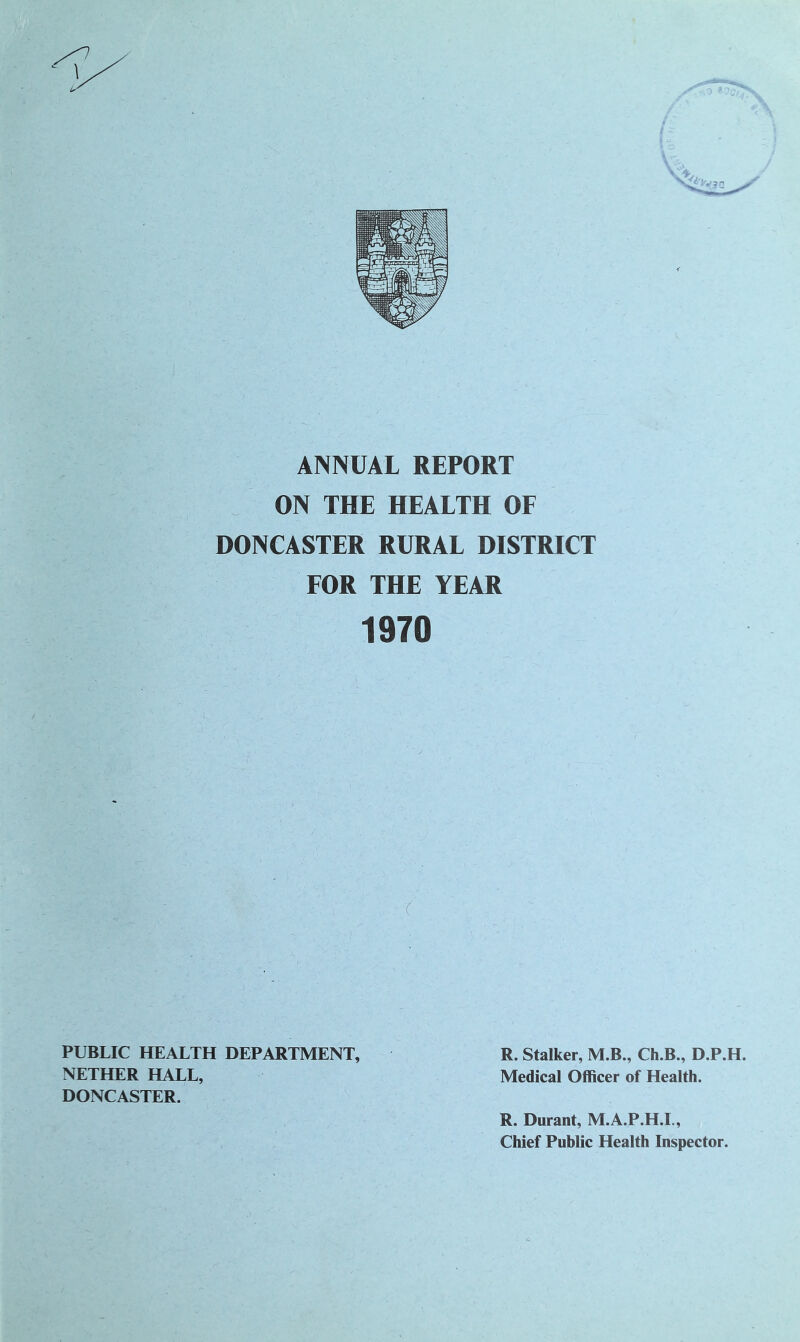 ANNUAL REPORT
ON THE HEALTH OF
DONCASTER RURAL DISTRICT
FOR THE YEAR
1970
PUBLIC HEALTH DEPARTMENT,
NETHER HALL,
DONCASTER.
R. Stalker, M.B., Ch.B., D.P.H.
Medical Officer of Health.
R. Durant, M.A.P.H.I.,
Chief Public Health Inspector.